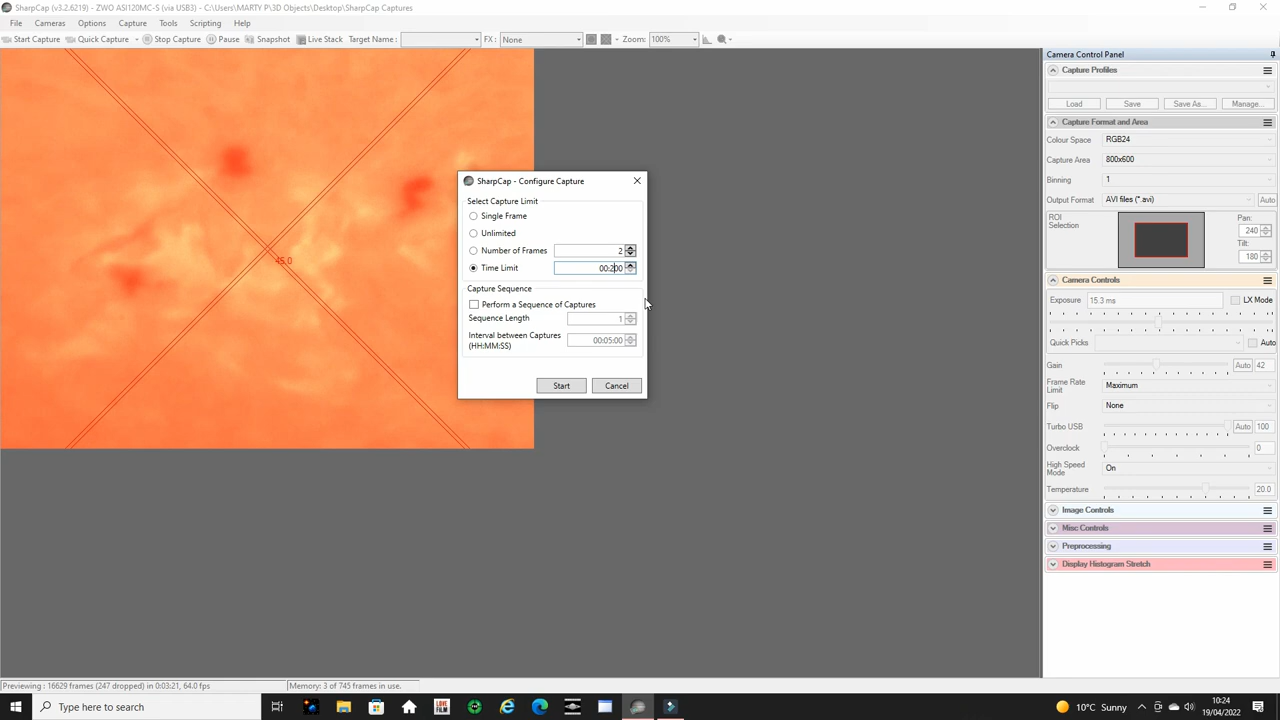 SharpCap (v3.2.6219) - ZWO ASI120MC-S (via USB3) - C:\Users\MARTY P\3D Objects\Desktop\SharpCap Captures
File Cameras Options Capture Tools Scripting Help
Start Capture Quick Capture Stop Capture Pause Snapshot Live Stack Target Name : FX : None Zoom: 100%
Camera Control Panel
Capture Profiles
Load Save Save As... Manage...
Capture Format and Area
Colour Space RGB24
Capture Area 800x600
Binning 1
Output Format AVI files (*.avi) Auto
ROI Selection
Pan:
240
Tilt:
180
Camera Controls
Exposure 15.3 ms LX Mode
Quick Picks Auto
Gain Auto 42
Frame Rate Limit Maximum
Flip None
Turbo USB Auto 100
Overclock 0
High Speed Mode On
Temperature 20.0
Image Controls
Misc Controls
Preprocessing
Display Histogram Stretch
45.0
SharpCap - Configure Capture
Select Capture Limit
Single Frame
Unlimited
Number of Frames 2
Time Limit 00:200
Capture Sequence
Perform a Sequence of Captures
Sequence Length 1
Interval between Captures
(HH:MM:SS) 00:05:00
Start Cancel
Previewing : 16629 frames (247 dropped) in 0:03:21, 64.0 fps Memory: 3 of 745 frames in use.
Type here to search
LOVE
FiLM
10°C Sunny
10:24
19/04/2022